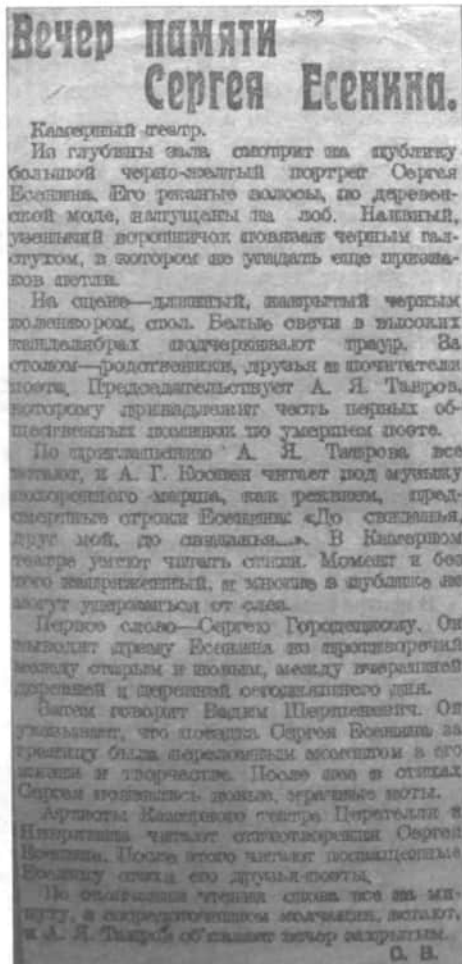 Вечер памяти
Сергея Есенина.
Камерный театр.
Из глубины зала смотрит на публику
большой черно-желтый портрет Сергея
Есенина. Его ржаные волосы, по деревен-
ской моде, напущены на лоб. Наивный,
узенький воротничок повязан черным гал-
стухом, в котором не угадать еще призна-
ков петли.
На сцене—длинный, накрытый черным
коленкором, стол. Белые свечи в высоких
канделябрах подчеркивают траур. За
столом—родственники, друзья и почитатели
поэта. Председательствует А. Я. Таиров,
которому принадлежит честь первых об-
щественных поминок по умершем поэте.
По приглашению А. Я. Таирова все
встают, и А. Г. Коонен читает под музыку
похоронного марша, как реквием, пред-
смертные строки Есенина: «До свиданья,
друг мой, до свиданья...». В Камерном
театре умеют читать стихи. Момент и без
того напряженный, и многие в публике не
могут удержаться от слез.
Первое слово—Сергею Городецкому. Он
выводит драму Есенина из противоречий
между старым и новым, между вчерашней
деревней и деревней сегодняшнего дня.
Затем говорит Вадим Шершеневич. Он
указывает, что поездка Сергея Есенина за
границу была переломным моментом в его
жизни и творчестве. После нее в стихах
Сергея появились новые, мрачные ноты.
Артисты Камерного театра Церетелли и
читают стихотворения Сергея
Есенина. После этого читают посвященные
Есенину стихи его друзья-поэты.
По окончании чтения снова все на ми-
нуту, в сосредоточенном молчании, встают,
и А. Я. Таиров об'являет вечер закрытым.
С. В.